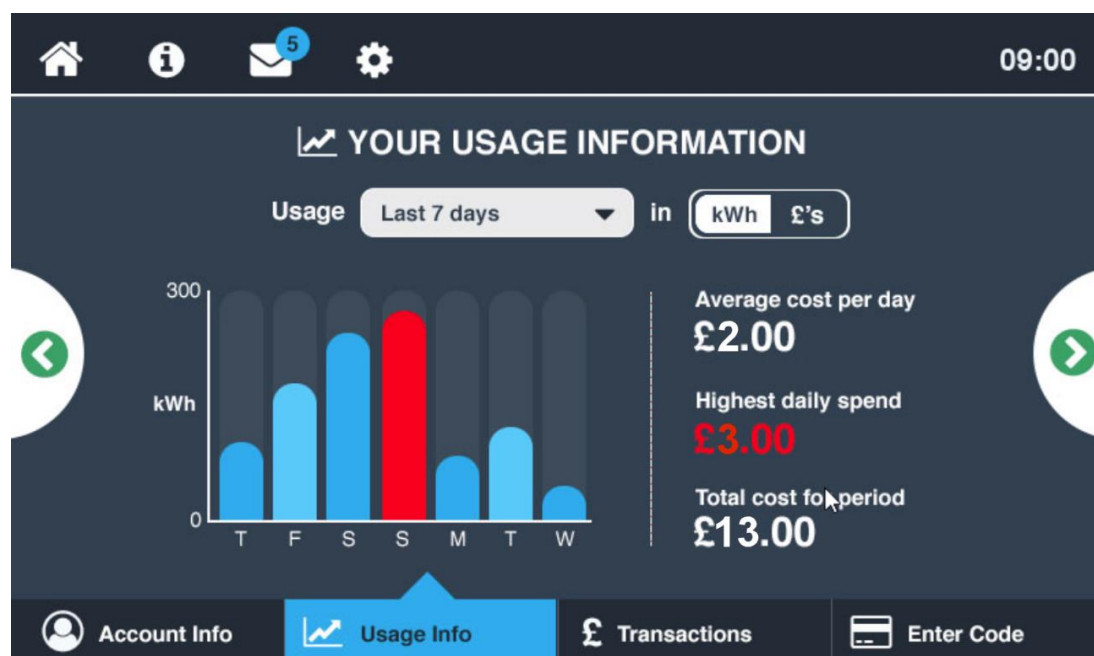 5
09:00
YOUR USAGE INFORMATION
Usage Last 7 days in kWh £'s
300
kWh
0
T F S S M T W
Average cost per day
£2.00
Highest daily spend
£3.00
Total cost for period
£13.00
Account Info
Usage Info
£ Transactions
Enter Code